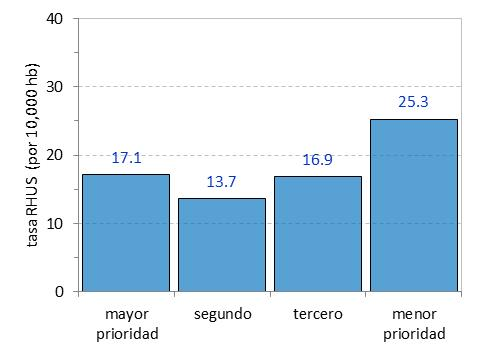 tasa RHUS (por 10,000 hb)
40
30
20
10
0
17.1
13.7
16.9
25.3
mayor
prioridad
segundo
tercero
menor
prioridad